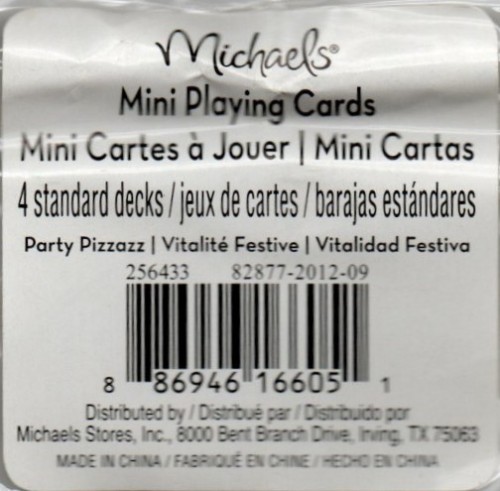 Michaels®
Mini Playing Cards
Mini Cartes à Jouer | Mini Cartas
4 standard decks / jeux de cartes / barajas estándares
Party Pizzazz | Vitalité Festive | Vitalidad Festiva
256433 82877-2012-09
8 86946 16605 1
Distributed by / Distribué par / Distribuido por
Michaels Stores, Inc., 8000 Bent Branch Drive, Irving, TX 75063
MADE IN CHINA / FABRIQUÉ EN CHINE / HECHO EN CHINA